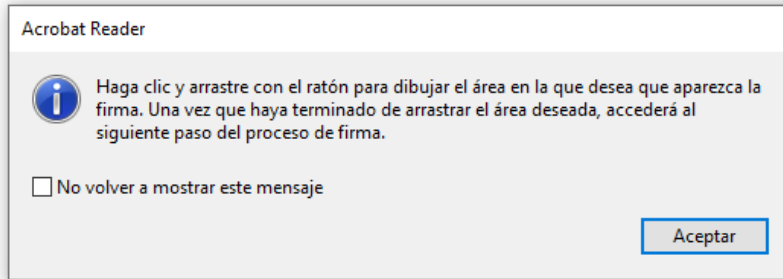 Acrobat Reader
Haga clic y arrastre con el ratón para dibujar el área en la que desea que aparezca la
firma. Una vez que haya terminado de arrastrar el área deseada, accederá al
siguiente paso del proceso de firma.
No volver a mostrar este mensaje
Aceptar